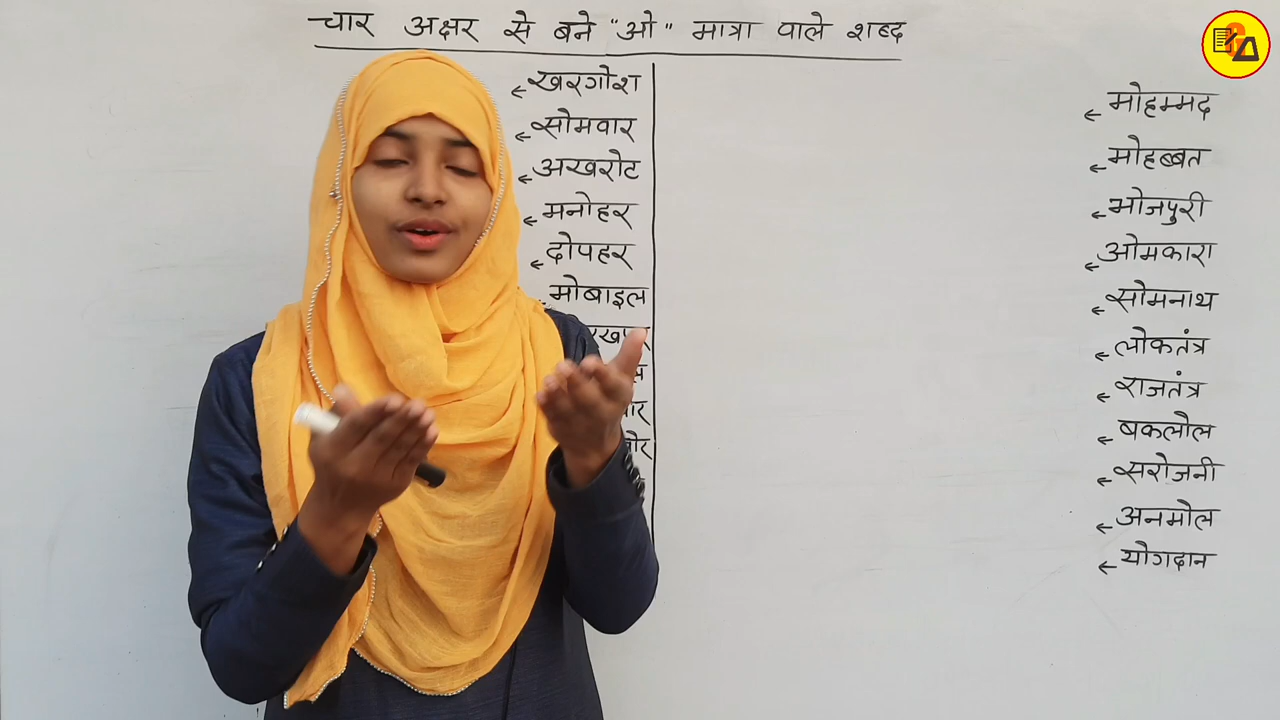 चार अक्षर से बने "ओ" मात्रा वाले शब्द
खरगोश
सोमवार
अखरोट
मनोहर
दोपहर
मोबाइल
मोहम्मद
मोहब्बत
भोजपुरी
ओमकारा
सोमनाथ
लोकतंत्र
राजतंत्र
बकलोल
सरोजनी
अनमोल
योगदान